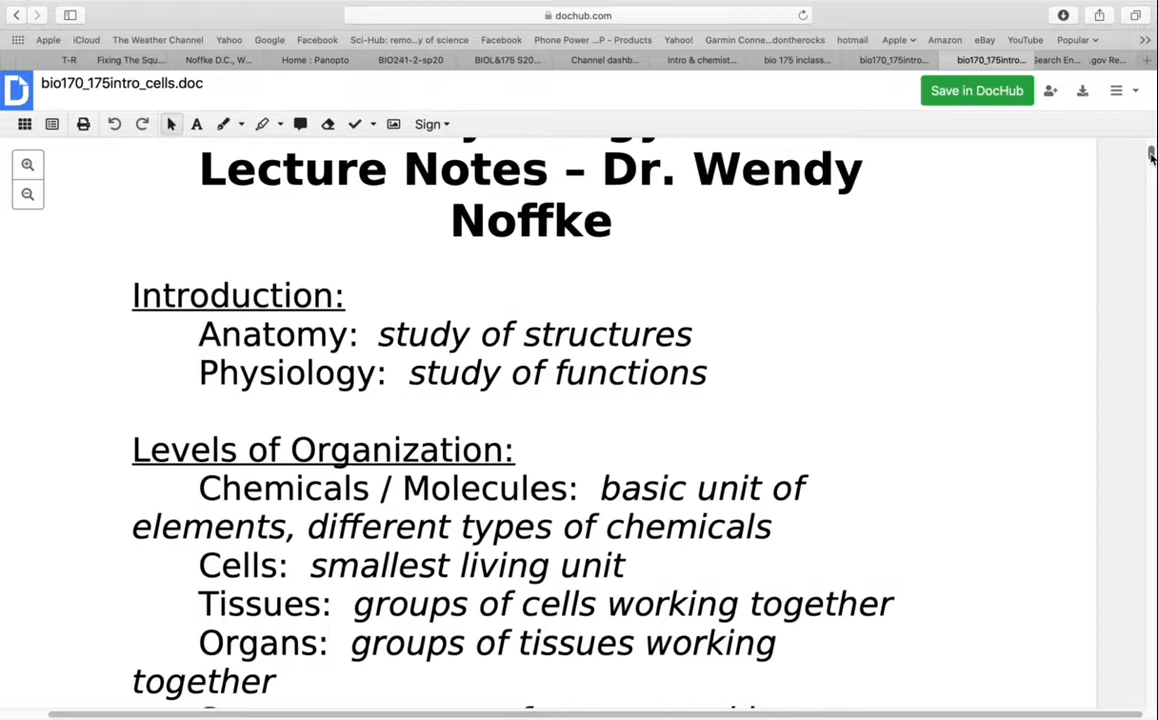 dochub.com
Apple iCloud The Weather Channel Yahoo Google Facebook Sci-Hub: remo...y of science Facebook Phone Power ...P - Products Yahoo! Garmin Conne...dontherocks hotmail Apple Amazon eBay YouTube Popular
T-R Fixing The Squ... Noffke D.C., W... Home : Panopto BIO241-2-sp20 BIOL&175 S20... Channel dashb... Intro & chemist... bio 175 inclass... bio170_175intro... bio170_175intro... Search En... .gov Re...
bio170_175intro_cells.doc
Save in DocHub
A Sign
Lecture Notes – Dr. Wendy
Noffke
Introduction:
Anatomy: study of structures
Physiology: study of functions
Levels of Organization:
Chemicals / Molecules: basic unit of
elements, different types of chemicals
Cells: smallest living unit
Tissues: groups of cells working together
Organs: groups of tissues working
together